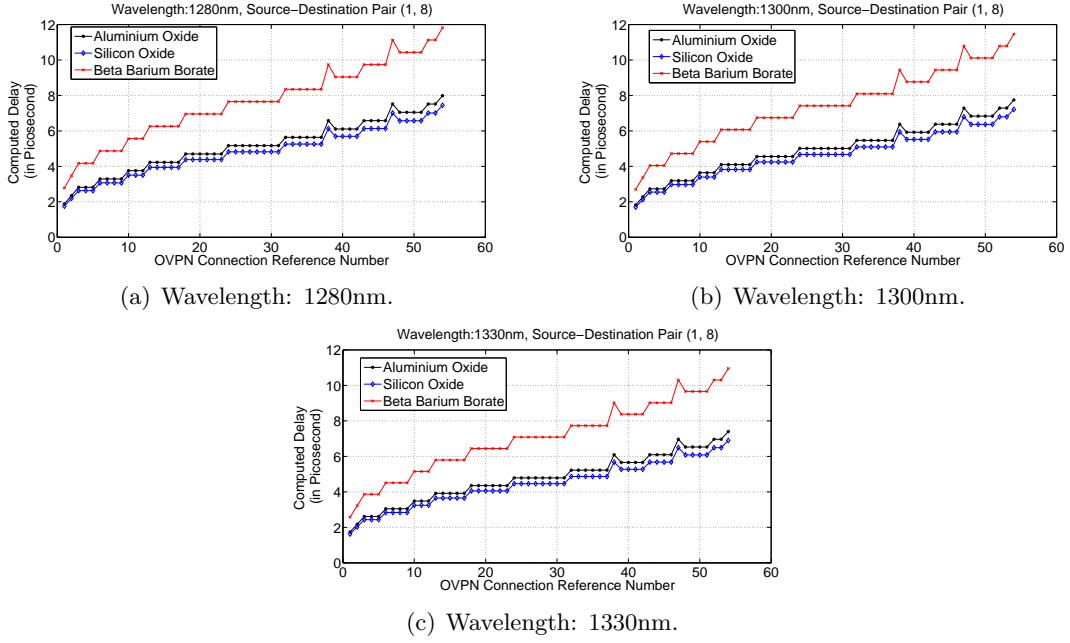 Wavelength:1280nm, Source−Destination Pair (1, 8)
12
10
8
6
4
2
0
Computed Delay
(in Picosecond)
Aluminium Oxide
Silicon Oxide
Beta Barium Borate
0 10 20 30 40 50 60
OVPN Connection Reference Number
(a) Wavelength: 1280nm.
Wavelength:1300nm, Source−Destination Pair (1, 8)
12
10
8
6
4
2
0
Computed Delay
(in Picosecond)
Aluminium Oxide
Silicon Oxide
Beta Barium Borate
0 10 20 30 40 50 60
OVPN Connection Reference Number
(b) Wavelength: 1300nm.
Wavelength:1330nm, Source−Destination Pair (1, 8)
12
10
8
6
4
2
0
Computed Delay
(in Picosecond)
Aluminium Oxide
Silicon Oxide
Beta Barium Borate
0 10 20 30 40 50 60
OVPN Connection Reference Number
(c) Wavelength: 1330nm.